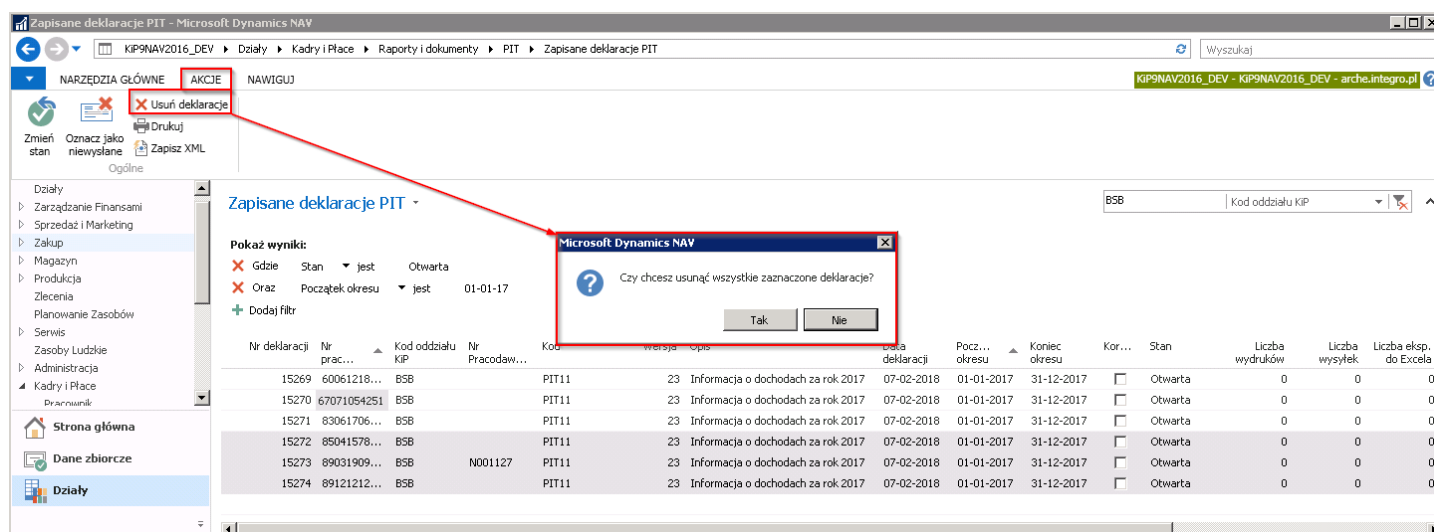 Zapisane deklaracje PIT - Microsoft Dynamics NAV
KiP9NAV2016_DEV ▸ Działy ▸ Kadry i Płace ▸ Raporty i dokumenty ▸ PIT ▸ Zapisane deklaracje PIT
Wyszukaj
NARZĘDZIA GŁÓWNE AKCJE NAWIGUJ
KiP9NAV2016_DEV - KiP9NAV2016_DEV - arche.integro.pl
Zmień stan
Oznacz jako niewysłane
Usuń deklaracje
Drukuj
Zapisz XML
Ogólne
Działy
Zarządzanie Finansami
Sprzedaż i Marketing
Zakup
Magazyn
Produkcja
Zlecenia
Planowanie Zasobów
Serwis
Zasoby Ludzkie
Administracja
Kadry i Płace
Pracownik
Strona główna
Dane zbiorcze
Działy
Zapisane deklaracje PIT
BSB Kod oddziału KiP
Pokaż wyniki:
Gdzie Stan jest Otwarta
Oraz Początek okresu jest 01-01-17
Dodaj filtr
Microsoft Dynamics NAV
Czy chcesz usunąć wszystkie zaznaczone deklaracje?
Tak Nie
Nr deklaracji Nr prac... Kod oddziału KiP Nr Pracodaw... Kod Wersja Opis Data deklaracji Pocz... okresu Koniec okresu Kor... Stan Liczba wydruków Liczba wysyłek Liczba eksp. do Excela
15269 60061218... BSB PIT11 23 Informacja o dochodach za rok 2017 07-02-2018 01-01-2017 31-12-2017 Otwarta 0 0 0
15270 67071054251 BSB PIT11 23 Informacja o dochodach za rok 2017 07-02-2018 01-01-2017 31-12-2017 Otwarta 0 0 0
15271 83061706... BSB PIT11 23 Informacja o dochodach za rok 2017 07-02-2018 01-01-2017 31-12-2017 Otwarta 0 0 0
15272 85041578... BSB PIT11 23 Informacja o dochodach za rok 2017 07-02-2018 01-01-2017 31-12-2017 Otwarta 0 0 0
15273 89031909... BSB N001127 PIT11 23 Informacja o dochodach za rok 2017 07-02-2018 01-01-2017 31-12-2017 Otwarta 0 0 0
15274 89121212... BSB PIT11 23 Informacja o dochodach za rok 2017 07-02-2018 01-01-2017 31-12-2017 Otwarta 0 0 0